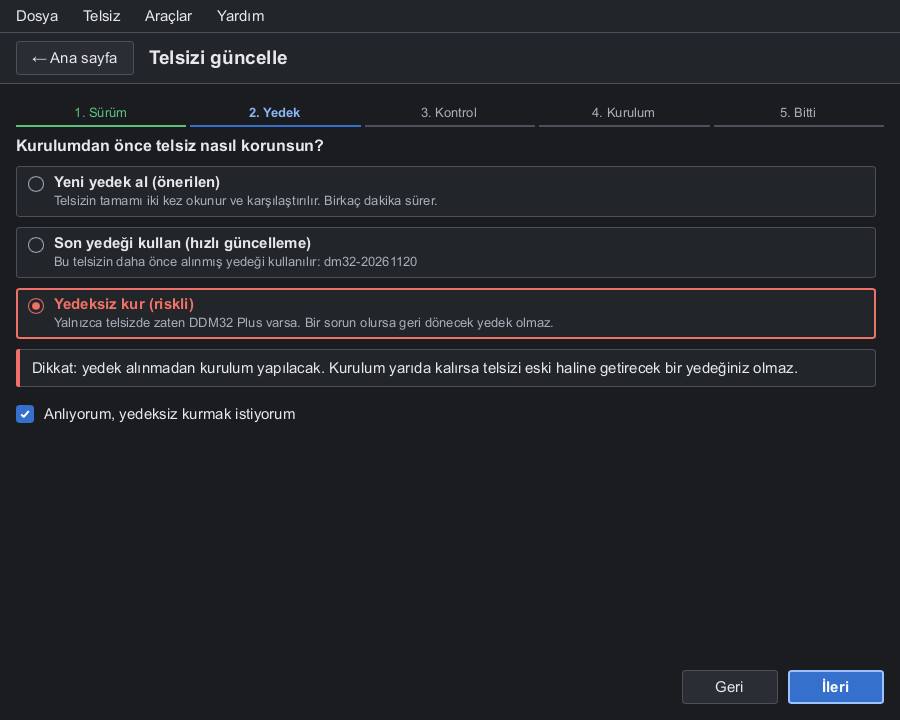 Dosya Telsiz Araçlar Yardım
← Ana sayfa Telsizi güncelle
1. Sürüm 2. Yedek 3. Kontrol 4. Kurulum 5. Bitti
Kurulumdan önce telsiz nasıl korunsun?
Yeni yedek al (önerilen)
Telsizin tamamı iki kez okunur ve karşılaştırılır. Birkaç dakika sürer.
Son yedeği kullan (hızlı güncelleme)
Bu telsizin daha önce alınmış yedeği kullanılır: dm32-20261120
Yedeksiz kur (riskli)
Yalnızca telsizde zaten DDM32 Plus varsa. Bir sorun olursa geri dönecek yedek olmaz.
Dikkat: yedek alınmadan kurulum yapılacak. Kurulum yarıda kalırsa telsizi eski haline getirecek bir yedeğiniz olmaz.
Anlıyorum, yedeksiz kurmak istiyorum
Geri İleri